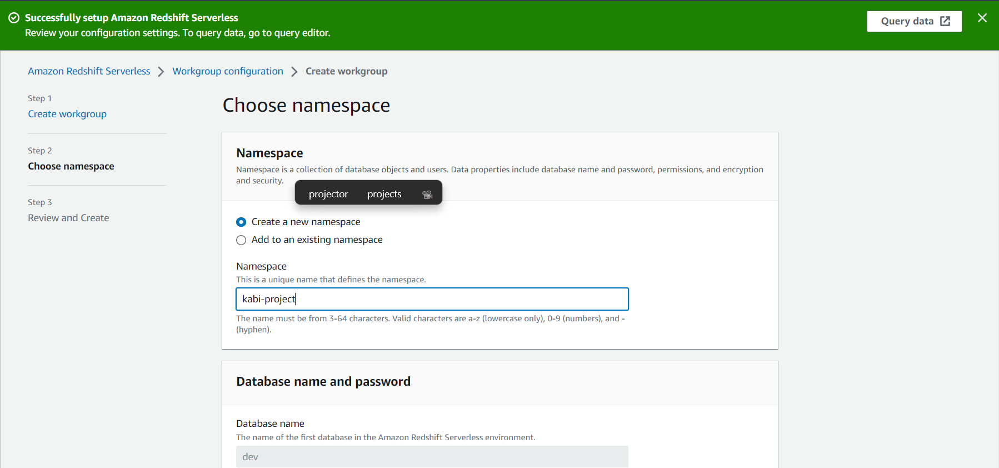 Successfully setup Amazon Redshift Serverless
Review your configuration settings. To query data, go to query editor.
Query data
Amazon Redshift Serverless
Workgroup configuration
Create workgroup
Step 1
Create workgroup
Step 2
Choose namespace
Step 3
Review and Create
Choose namespace
Namespace
Namespace is a collection of database objects and users. Data properties include database name and password, permissions, and encryption
and security.
projector projects
Create a new namespace
Add to an existing namespace
Namespace
This is a unique name that defines the namespace.
kabi-project
The name must be from 3-64 characters. Valid characters are a-z (lowercase only), 0-9 (numbers), and -
(hyphen).
Database name and password
Database name
The name of the first database in the Amazon Redshift Serverless environment.
dev